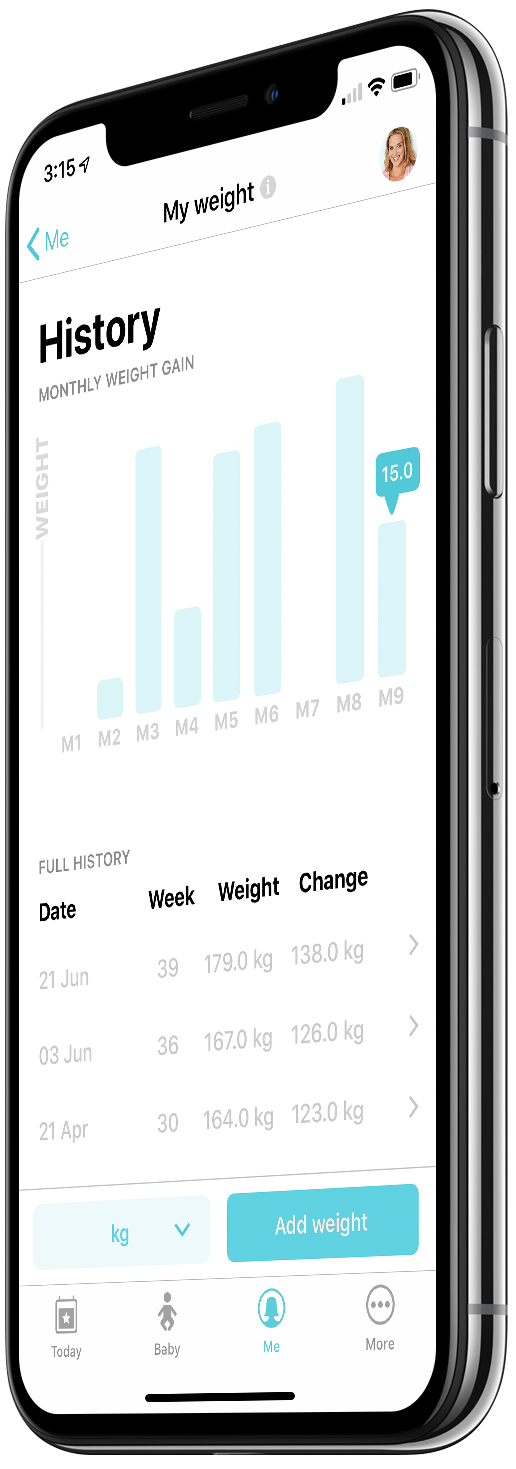 3:15
Me
My weight
History
MONTHLY WEIGHT GAIN
WEIGHT
15.0
M1 M2 M3 M4 M5 M6 M7 M8 M9
FULL HISTORY
Date Week Weight Change
21 Jun 39 179.0 kg 138.0 kg
03 Jun 36 167.0 kg 126.0 kg
21 Apr 30 164.0 kg 123.0 kg
kg Add weight
Today Baby Me More